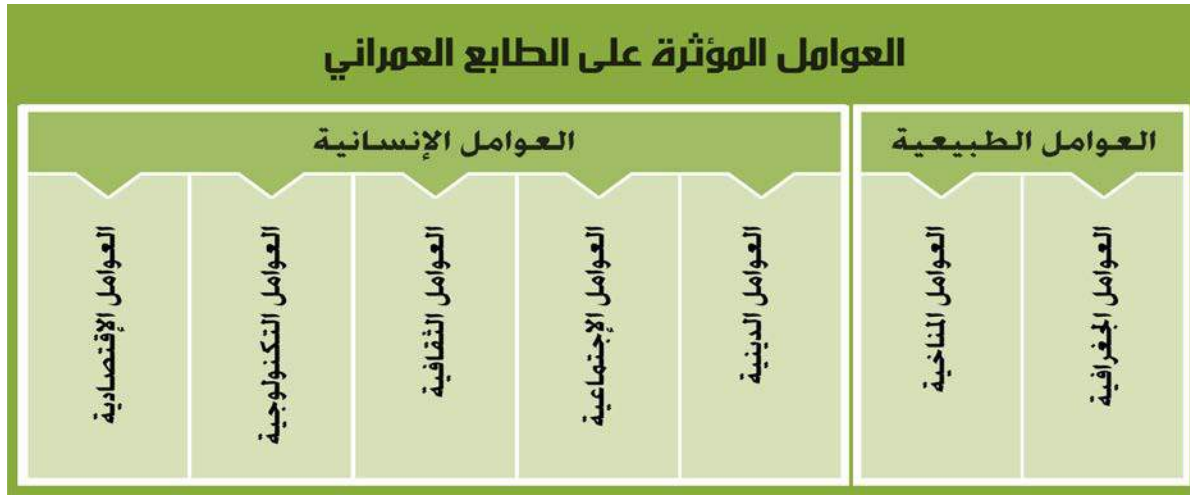 العوامل المؤثرة على الطابع العمراني
العوامل الطبيعية
العوامل الجغرافية
العوامل المناخية
العوامل الإنسانية
العوامل الدينية
العوامل الإجتماعية
العوامل الثقافية
العوامل التكنولوجية
العوامل الإقتصادية